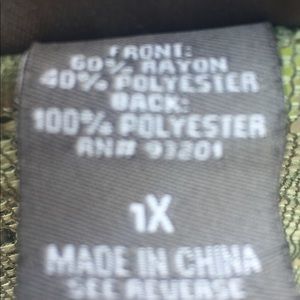 FRONT:
60% RAYON
40% POLYESTER
BACK:
100% POLYESTER
RN# 93201
1X
MADE IN CHINA
SEE REVERSE